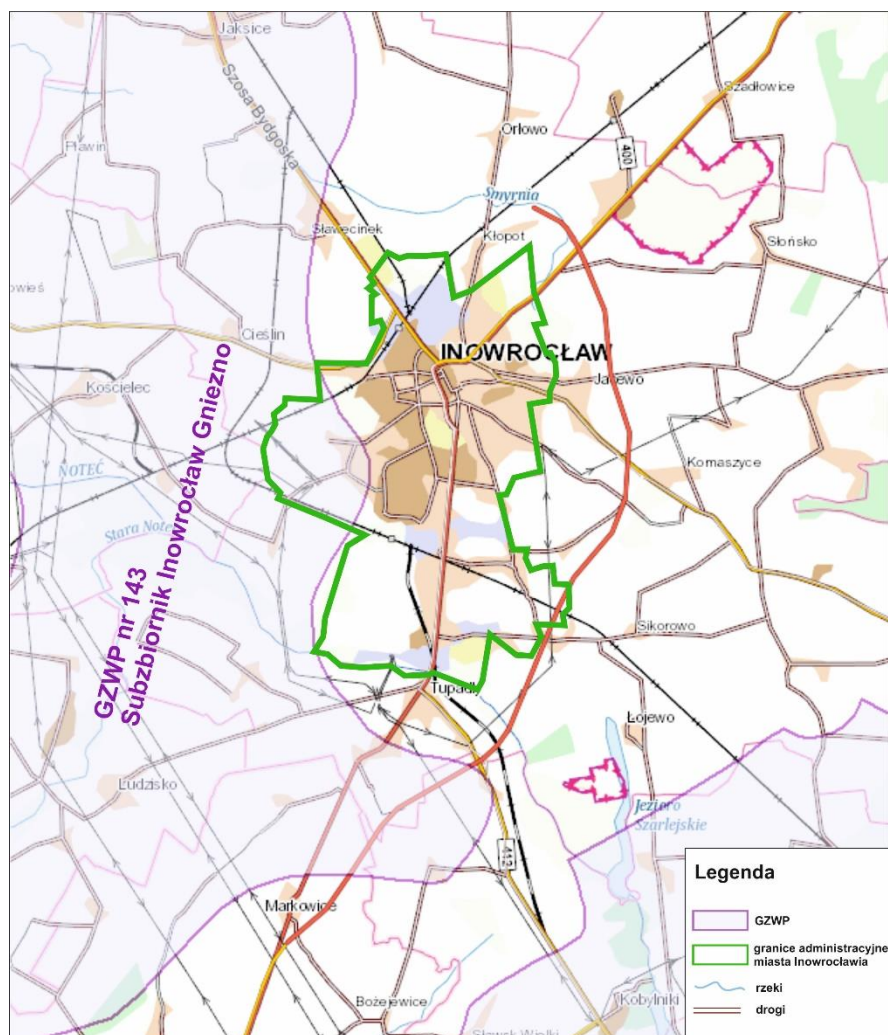 Jaksice
Szosa Bydgoska
Szadłowice
Orłowo
400
Pławin
Smyrnia
Sławęcinek
Kłopot
Słońsko
owieś
Cieślin
INOWROCŁAW
Kościelec
Jacewo
Komaszyce
NOTEĆ
Stara Noteć
GZWP nr 143
Subzbiornik Inowrocław Gniezno
Sikorowo
Tupadły
Łojewo
Ludzisko
Jezioro
Szarlejskie
412
Markowice
Bożejewice
Kobylniki
Słowsk Wielki
Legenda
GZWP
granice administracyjne
miasta Inowrocławia
rzeki
drogi